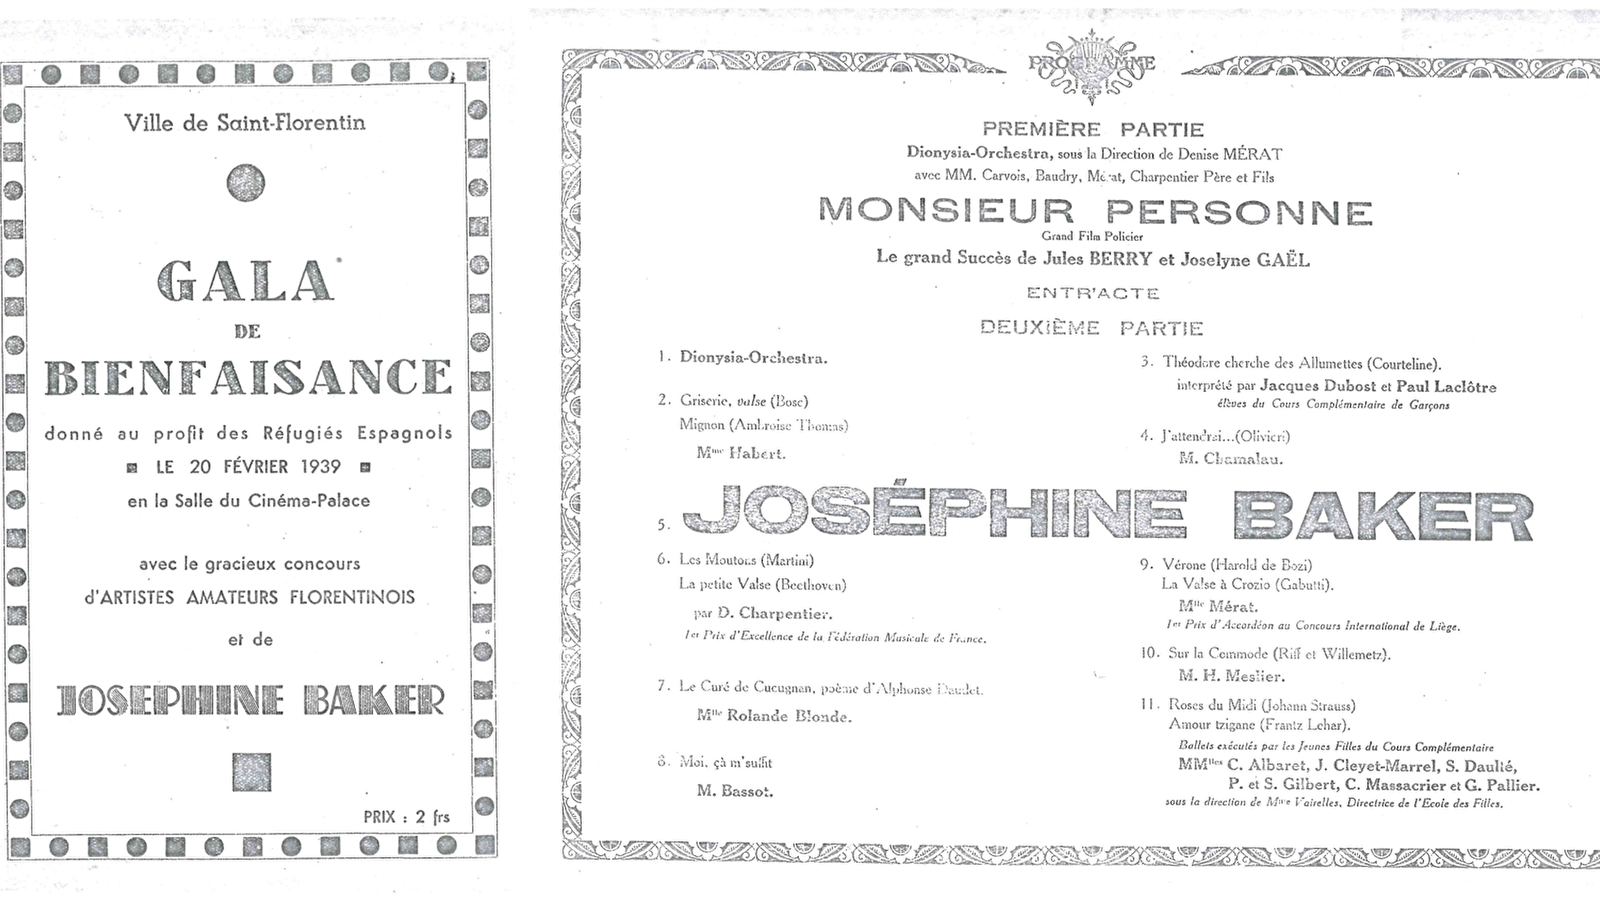 Ville de Saint-Florentin
GALA
DE
BIENFAISANCE
donné au profit des Réfugiés Espagnols
LE 20 FÉVRIER 1939
en la Salle du Cinéma-Palace
avec le gracieux concours
d'ARTISTES AMATEURS FLORENTINOIS
et de
JOSEPHINE BAKER
PRIX : 2 frs
PROGRAMME
PREMIÈRE PARTIE
Dionysia-Orchestra, sous la Direction de Denise MÉRAT
avec MM. Carvois, Baudry, Mérat, Charpentier Père et Fils
MONSIEUR PERSONNE
Grand Film Policier
Le grand Succès de Jules BERRY et Joselyne GAËL
ENTR'ACTE
DEUXIÈME PARTIE
1. Dionysia-Orchestra.
2. Griserie, valse (Bosc)
Mignon (Ambroise Thomas)
Mme Habert.
3. Théodore cherche des Allumettes (Courteline).
interprété par Jacques Dubost et Paul Laclôtre
élèves du Cours Complémentaire de Garçons
4. J'attendrai...(Olivieri)
M. Chamalau.
5. JOSÉPHINE BAKER
6. Les Moutons (Martini)
La petite Valse (Beethoven)
par D. Charpentier.
1er Prix d'Excellence de la Fédération Musicale de France.
7. Le Curé de Cucugnan, poème d'Alphonse Daudet.
Mlle Rolande Blonde.
8. Moi, çà m'suffit
M. Bassot.
9. Vérone (Harold de Bozi)
La Valse à Crozio (Gabutti).
Mlle Mérat.
1er Prix d'Accordéon au Concours International de Liège.
10. Sur la Commode (Riff et Willemetz).
M. H. Meslier.
11. Roses du Midi (Johann Strauss)
Amour tzigane (Frantz Lehar).
Ballets exécutés par les Jeunes Filles du Cours Complémentaire
MMlles C. Albaret, J. Cleyet-Marrel, S. Daullé,
P. et S. Gilbert, C. Massacrier et G. Pallier.
sous la direction de Mme Vairelles, Directrice de l'Ecole des Filles.